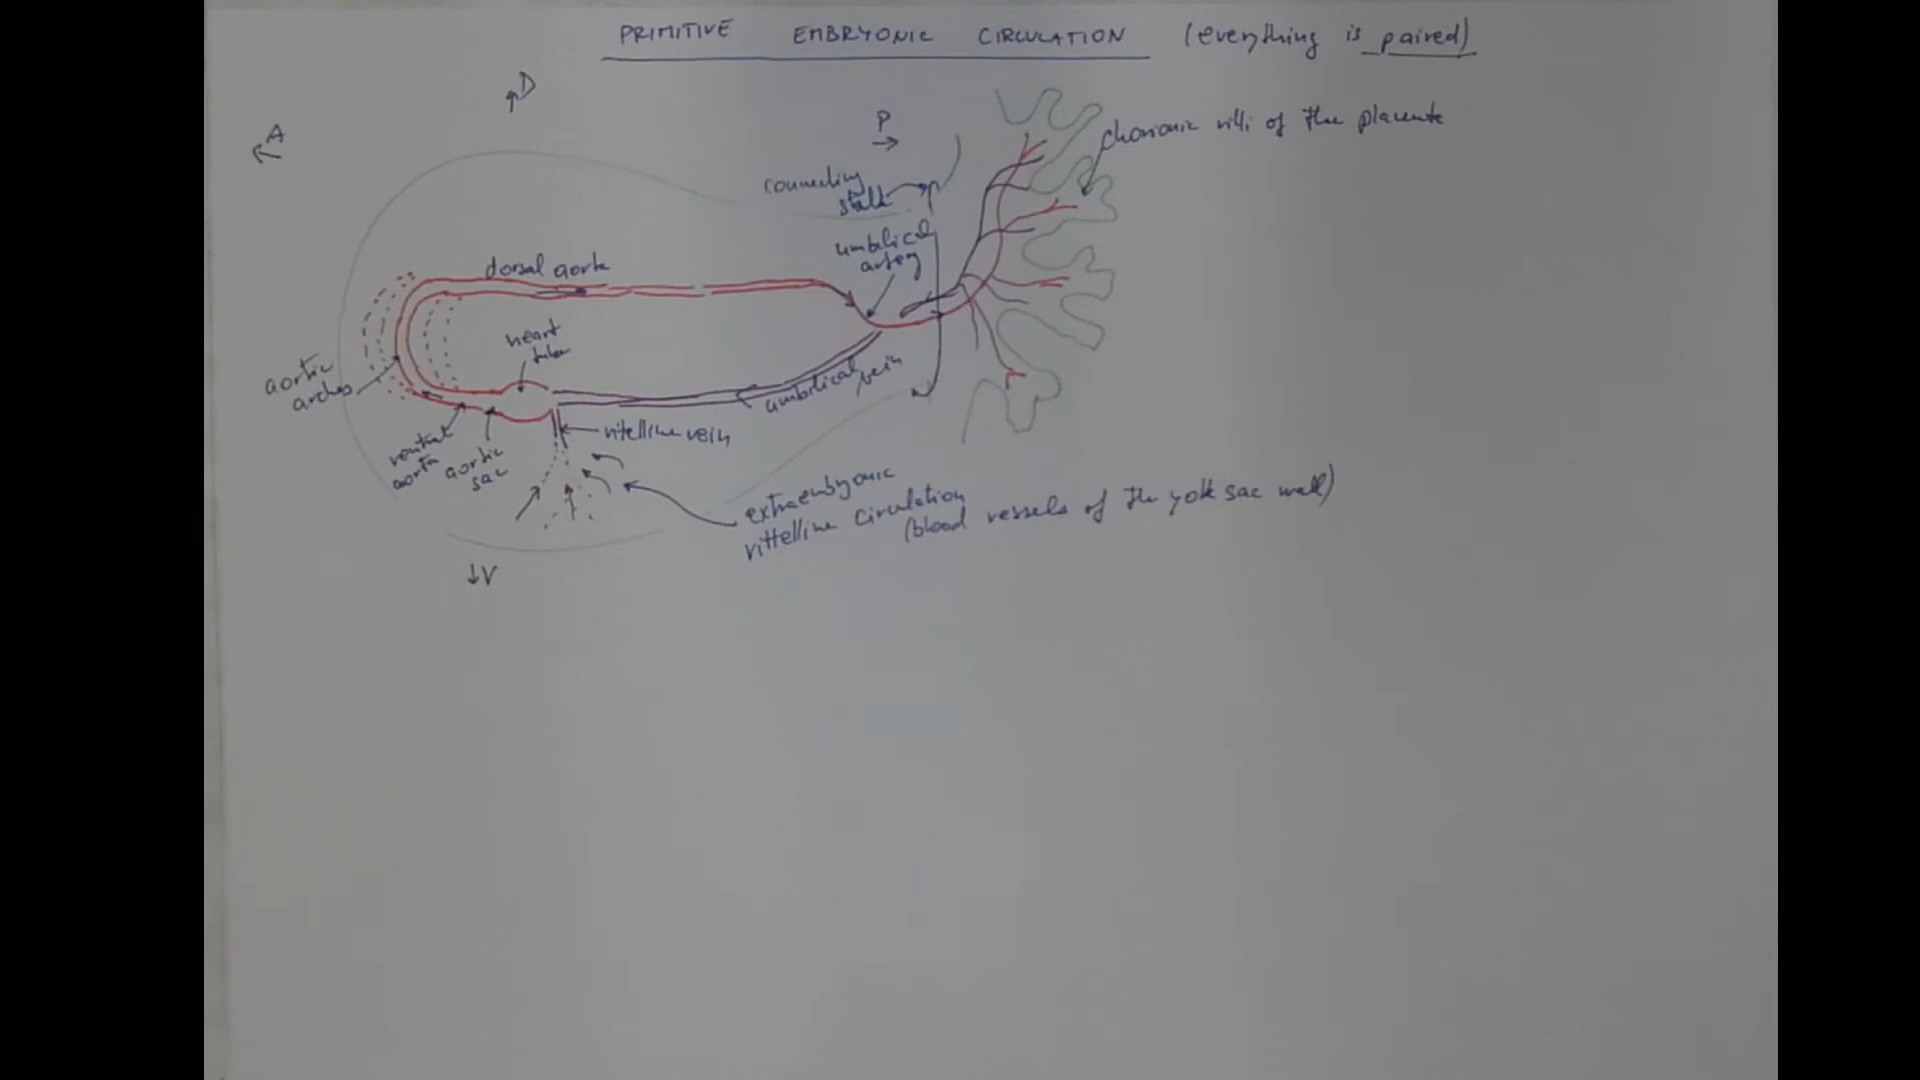 PRIMITIVE EMBRYONIC CIRCULATION (everything is paired)
D
A
P
chorionic villi of the placenta
connecting
stalk
umbilical
artery
dorsal aorta
heart
tube
aortic
arches
umbilical vein
vitelline vein
ventral
aorta
aortic
sac
extraembryonic
vittelline circulation
(blood vessels of the yolk sac wall)
V